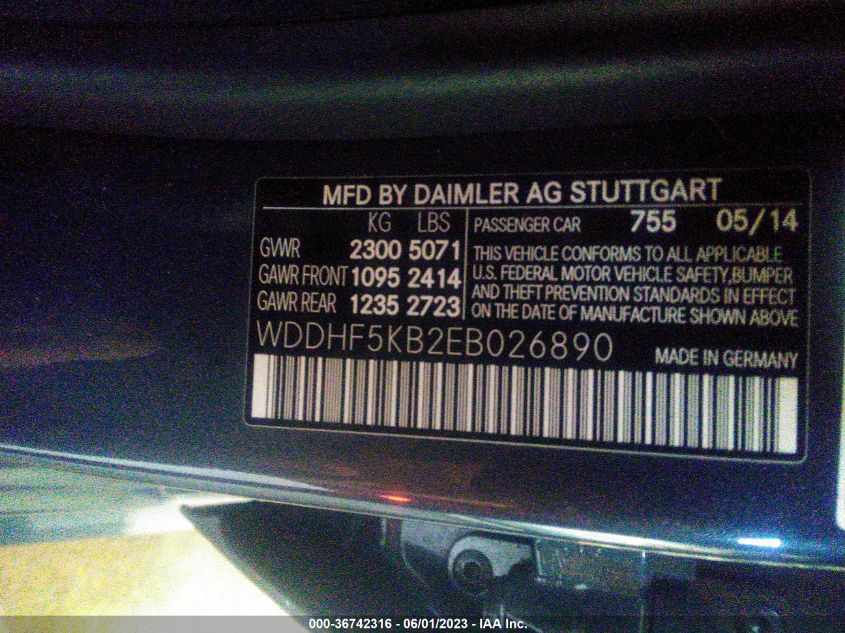 MFD BY DAIMLER AG STUTTGART
KG LBS
GVWR 2300 5071
GAWR FRONT 1095 2414
GAWR REAR 1235 2723
PASSENGER CAR 755 05/14
THIS VEHICLE CONFORMS TO ALL APPLICABLE
U.S. FEDERAL MOTOR VEHICLE SAFETY,BUMPER
AND THEFT PREVENTION STANDARDS IN EFFECT
ON THE DATE OF MANUFACTURE SHOWN ABOVE
WDDHF5KB2EB026890
MADE IN GERMANY
000-36742316 - 06/01/2023 - IAA Inc.